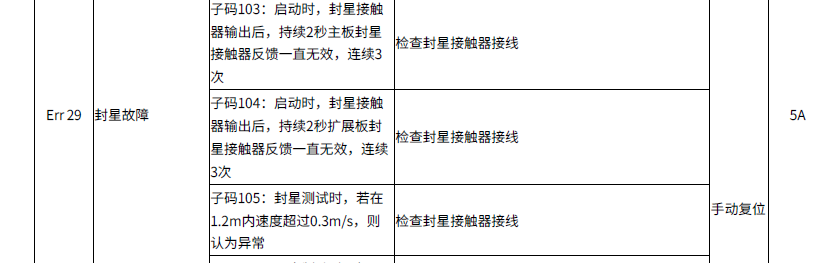 子码103：启动时，封星接触
器输出后，持续2秒主板封星
接触器反馈一直无效，连续3
次
检查封星接触器接线
Err 29
封星故障
子码104：启动时，封星接触
器输出后，持续2秒扩展板封
星接触器反馈一直无效，连续
3次
检查封星接触器接线
5A
子码105：封星测试时，若在
1.2m内速度超过0.3m/s，则
认为异常
检查封星接触器接线
手动复位